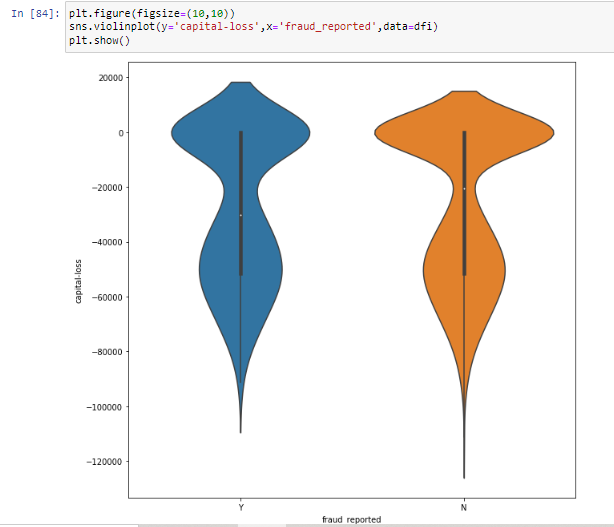 In [84]: plt.figure(figsize=(10,10))
sns.violinplot(y='capital-loss',x='fraud_reported',data=dfi)
plt.show()
20000
0
−20000
−40000
−60000
−80000
−100000
−120000
capital-loss
Y N
fraud_reported